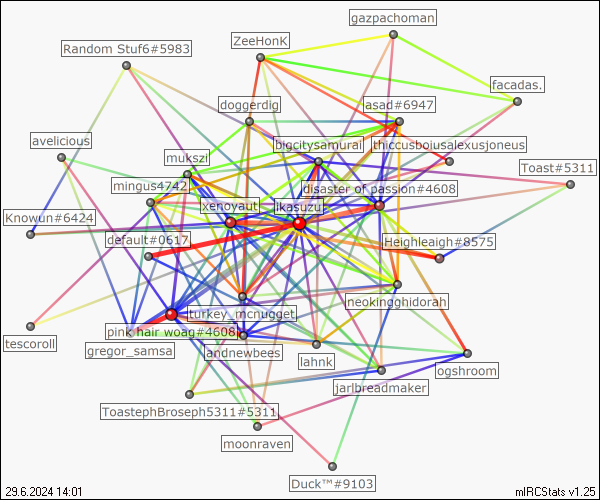 gazpachoman
ZeeHonK
Random Stuf6#5983
facadas.
doggerdig
asad#6947
avelicious
bigcitysamurai
thiccusboiusalexusjoneus
mukszi
Toast#5311
mingus4742
disaster of passion#4608
xenoyaut
ikasuzu
Knowun#6424
default#0617
Heighleaigh#8575
neokingghidorah
turkey_mcnugget
pink hair woag#4608
tescoroll
gregor_samsa
andnewbees
lahnk
ogshroom
jarlbreadmaker
ToastephBroseph5311#5311
moonraven
Duck™#9103
29.6.2024 14:01
mIRCStats v1.25